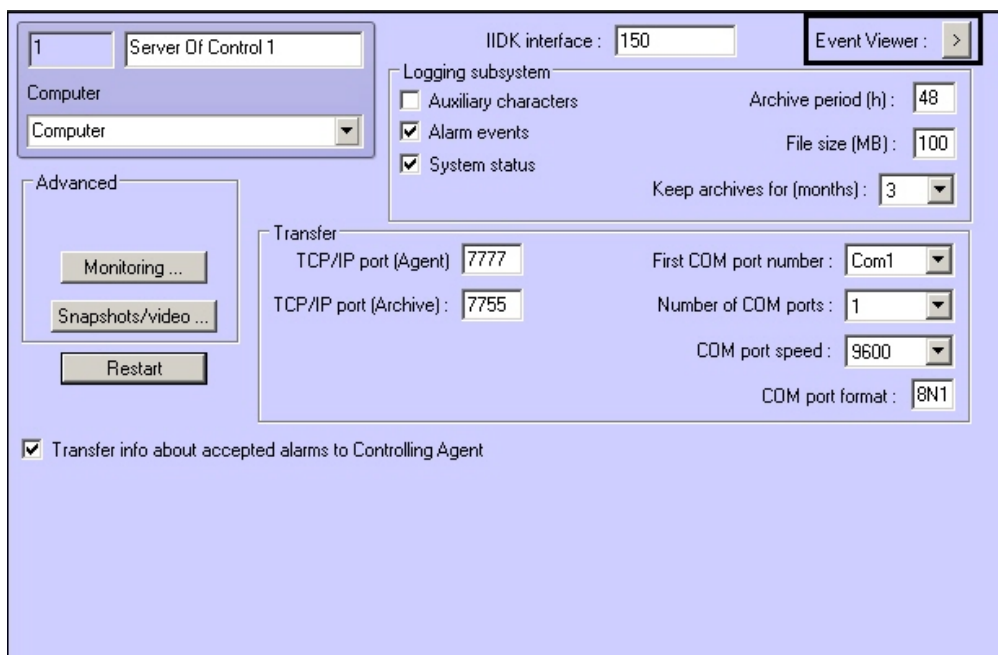 1
Server Of Control 1
IIDK interface : 150
Event Viewer : >
Computer
Computer
Logging subsystem
Auxiliary characters
Archive period (h) : 48
Alarm events
File size (MB) : 100
System status
Keep archives for (months) : 3
Advanced
Monitoring ...
Snapshots/video ...
Restart
Transfer
TCP/IP port (Agent) 7777
First COM port number : Com1
TCP/IP port (Archive) : 7755
Number of COM ports : 1
COM port speed : 9600
COM port format : 8N1
Transfer info about accepted alarms to Controlling Agent